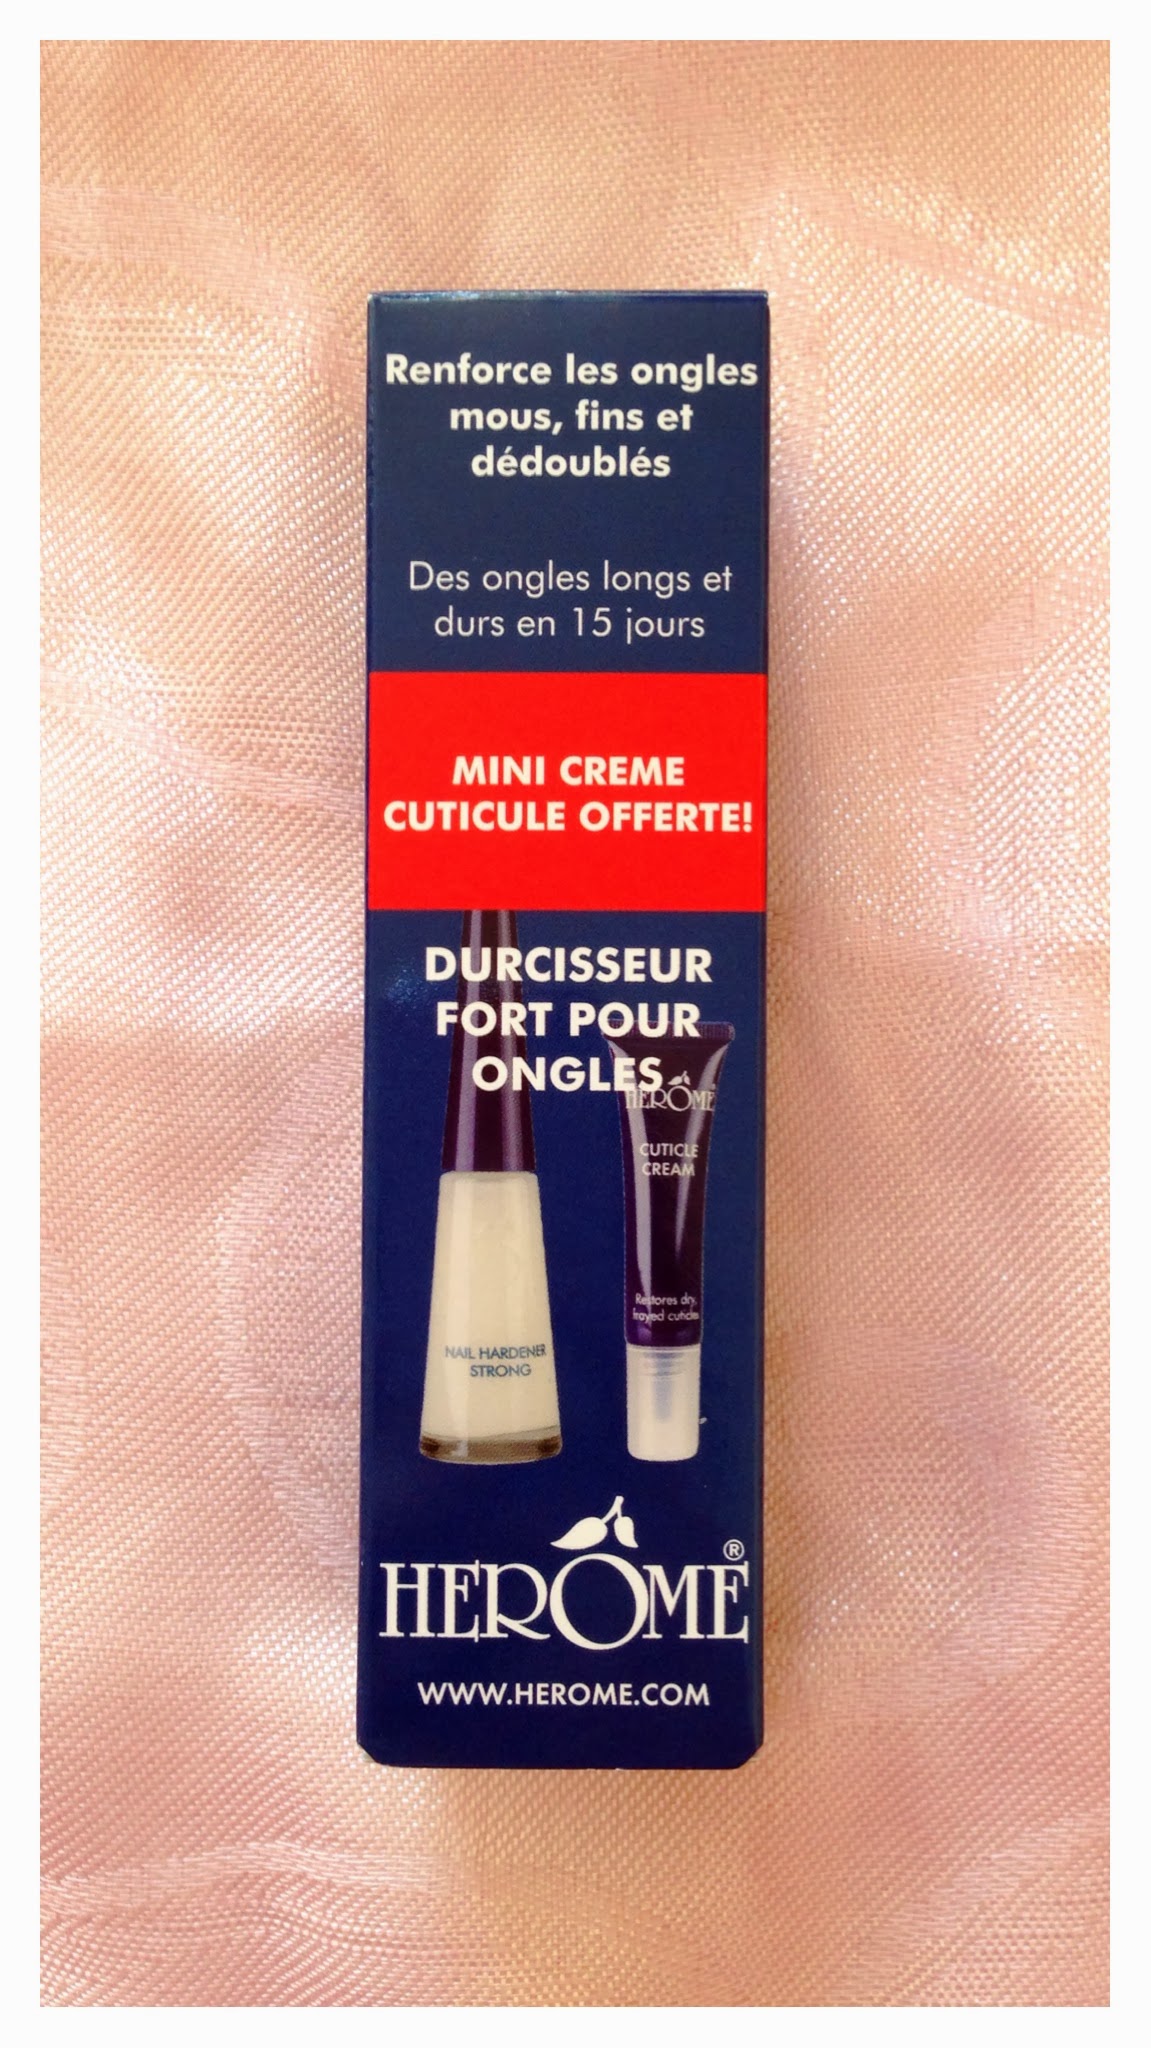 Renforce les ongles
mous, fins et
dédoublés
Des ongles longs et
durs en 15 jours
MINI CREME
CUTICULE OFFERTE!
DURCISSEUR
FORT POUR
ONGLES
HERÔME
CUTICLE
CREAM
Restores dry,
frayed cuticles
NAIL HARDENER
STRONG
HERÔME®
WWW.HEROME.COM